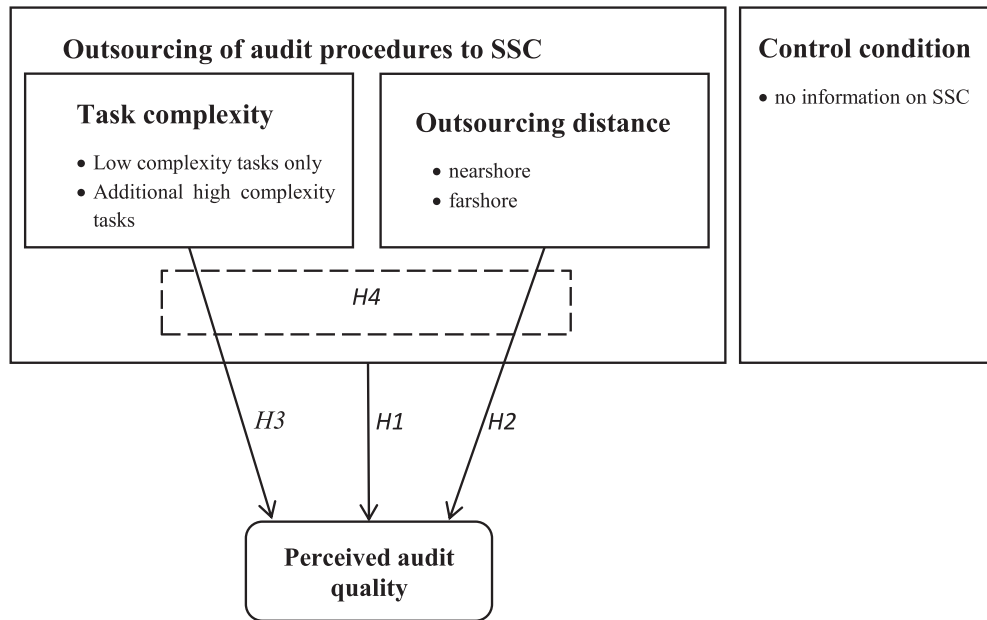 Outsourcing of audit procedures to SSC
Task complexity
• Low complexity tasks only
• Additional high complexity
tasks
Outsourcing distance
• nearshore
• farshore
Control condition
• no information on SSC
H4
H3
H1
H2
Perceived audit
quality